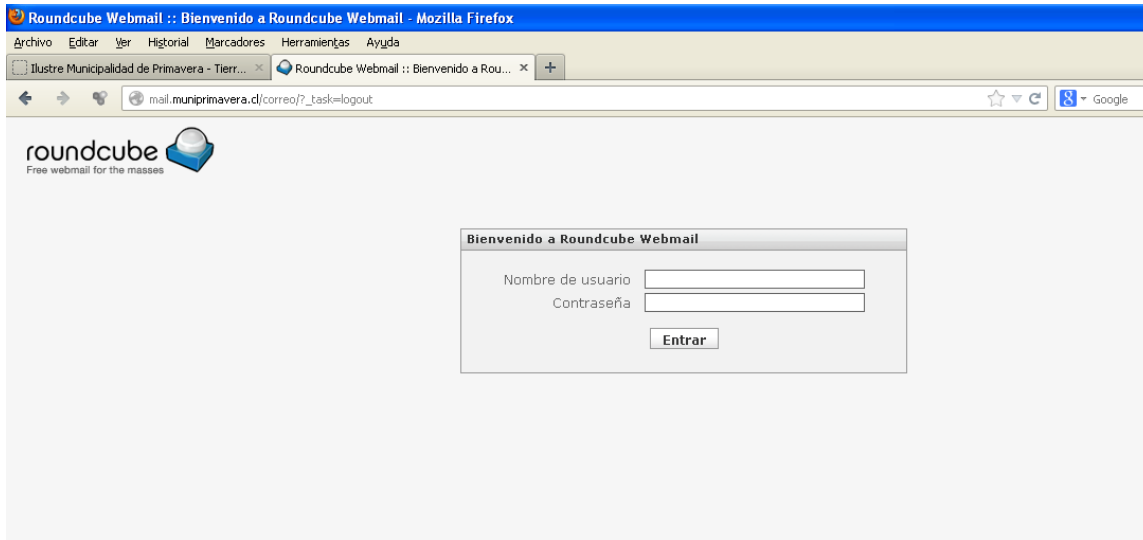 Roundcube Webmail :: Bienvenido a Roundcube Webmail - Mozilla Firefox
Archivo Editar Ver Historial Marcadores Herramientas Ayuda
Ilustre Municipalidad de Primavera - Tierr... × Roundcube Webmail :: Bienvenido a Rou... × +
mail.muniprimavera.cl/correo/?_task=logout 8 Google
roundcube
Free webmail for the masses
Bienvenido a Roundcube Webmail
Nombre de usuario
Contraseña
Entrar